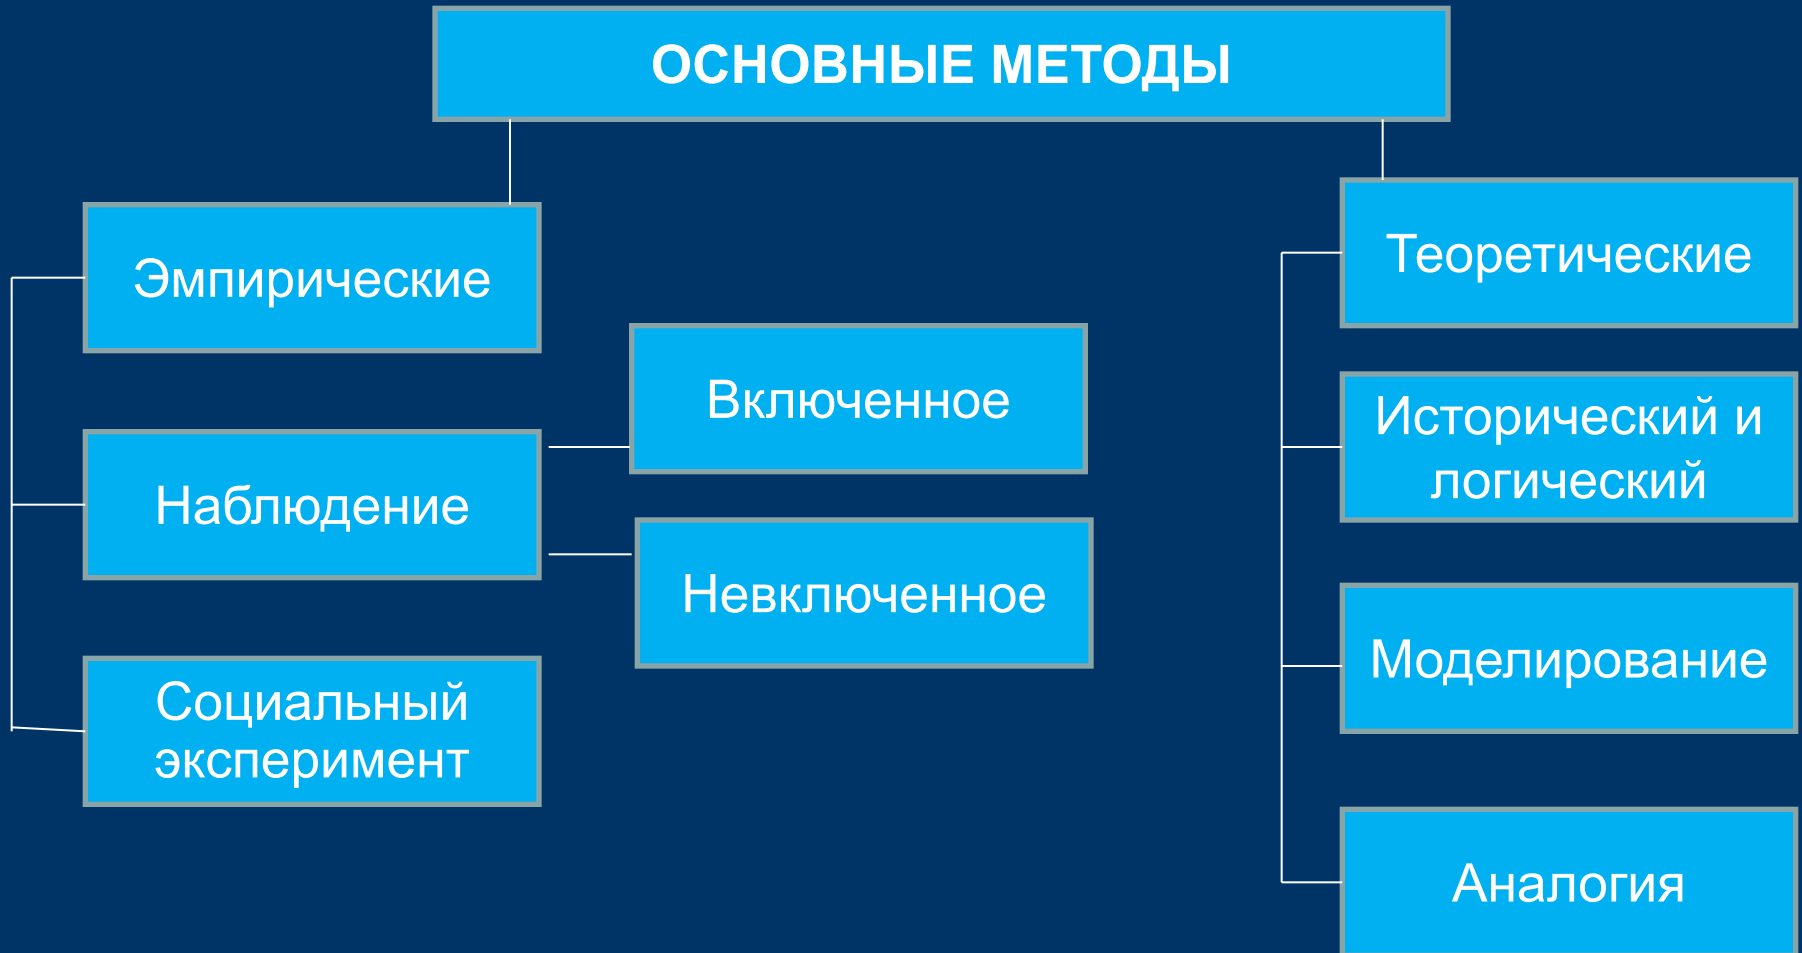 ОСНОВНЫЕ МЕТОДЫ
Эмпирические
Наблюдение
Включенное
Невключенное
Социальный
эксперимент
Теоретические
Исторический и
логический
Моделирование
Аналогия